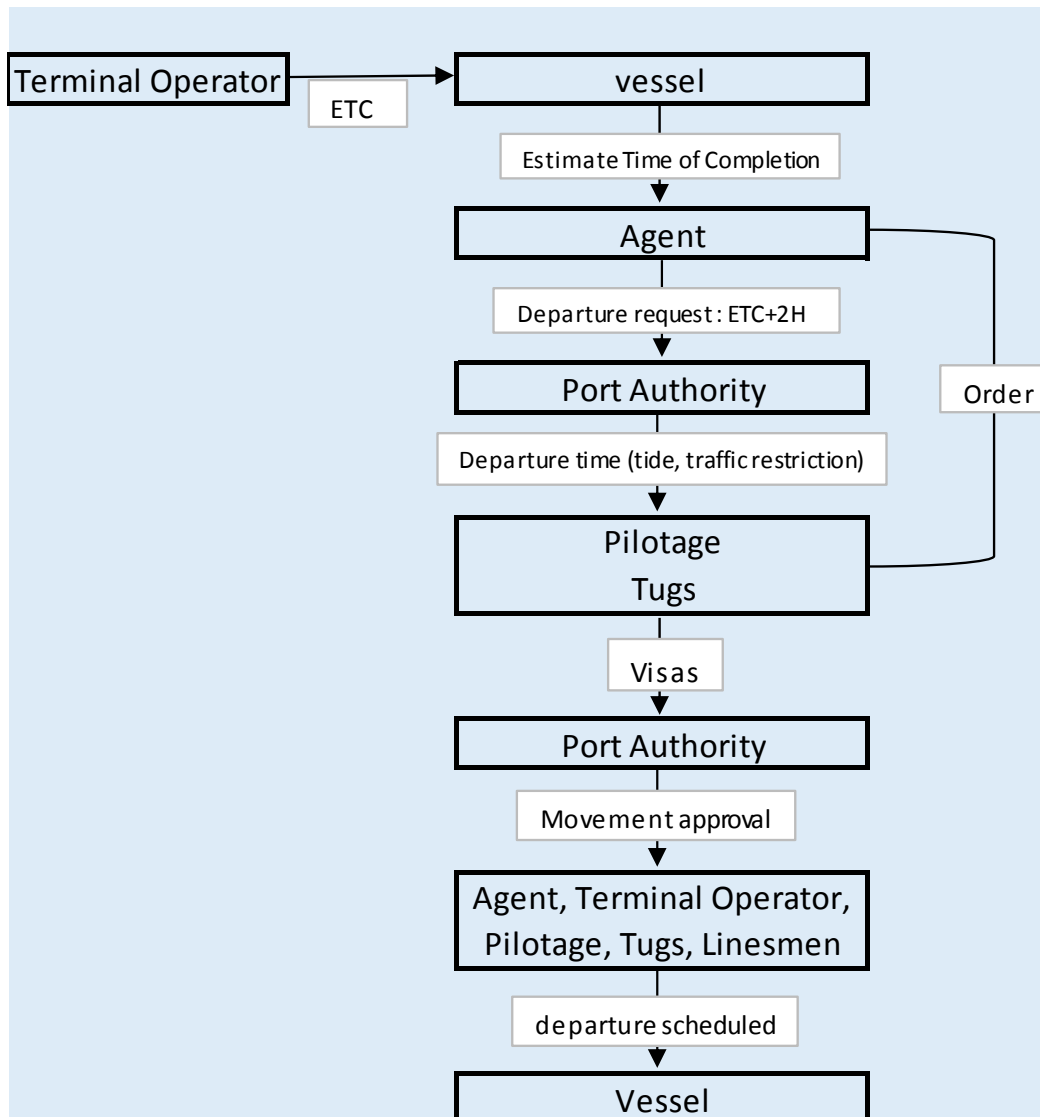 Terminal Operator
ETC
vessel
Estimate Time of Completion
Agent
Departure request : ETC+2H
Port Authority
Order
Departure time (tide, traffic restriction)
Pilotage
Tugs
Visas
Port Authority
Movement approval
Agent, Terminal Operator,
Pilotage, Tugs, Linesmen
departure scheduled
Vessel